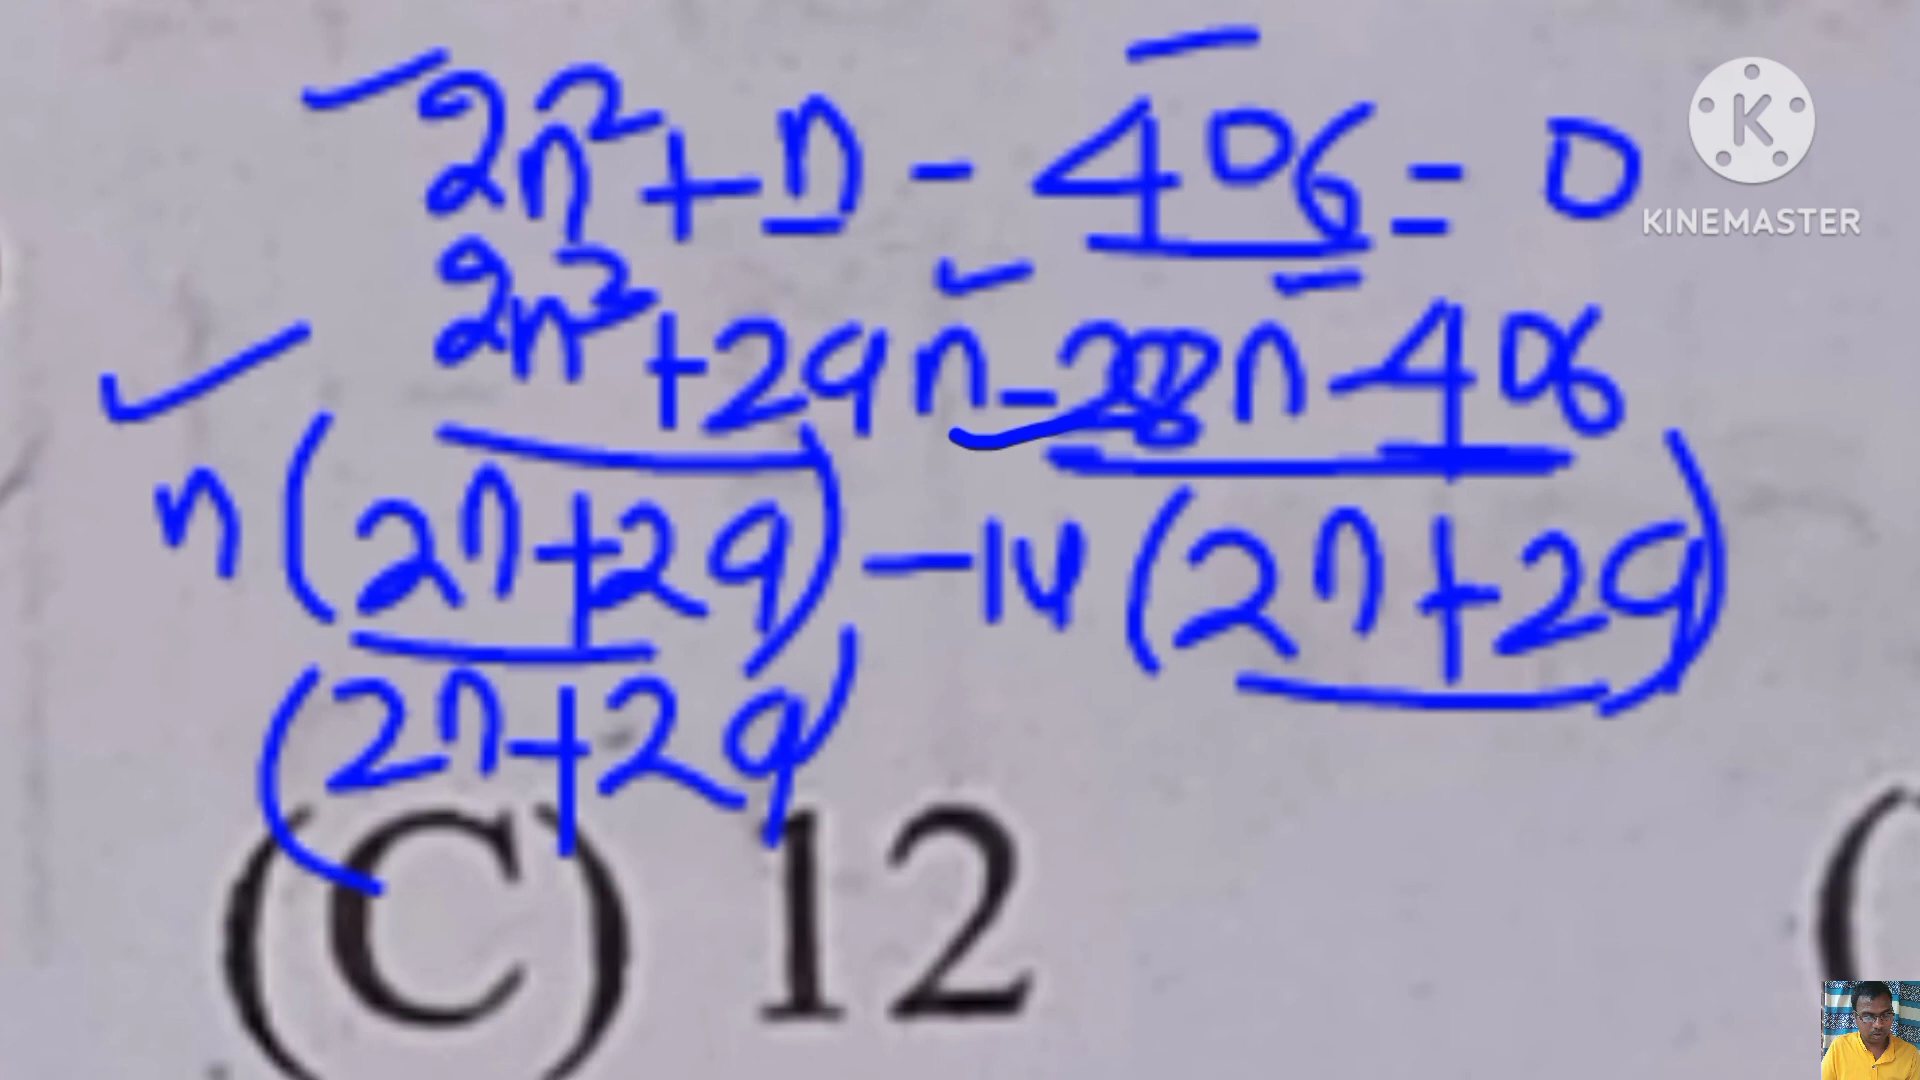 2n²+n - 406 = 0
2n²+29n-28n-406
n(2n+29)-14(2n+29)
(2n+29)
(C) 12 (
KINEMASTER